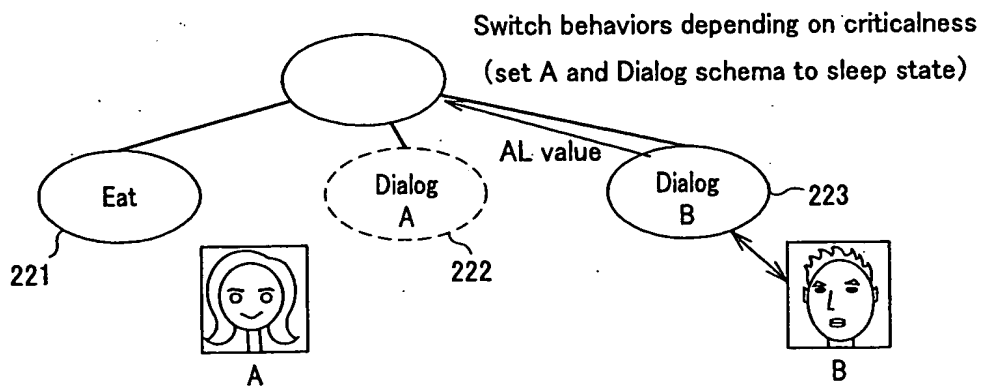 Switch behaviors depending on criticalness
(set A and Dialog schema to sleep state)
AL value
Eat
Dialog
A
Dialog
B
221
222
223
A
B